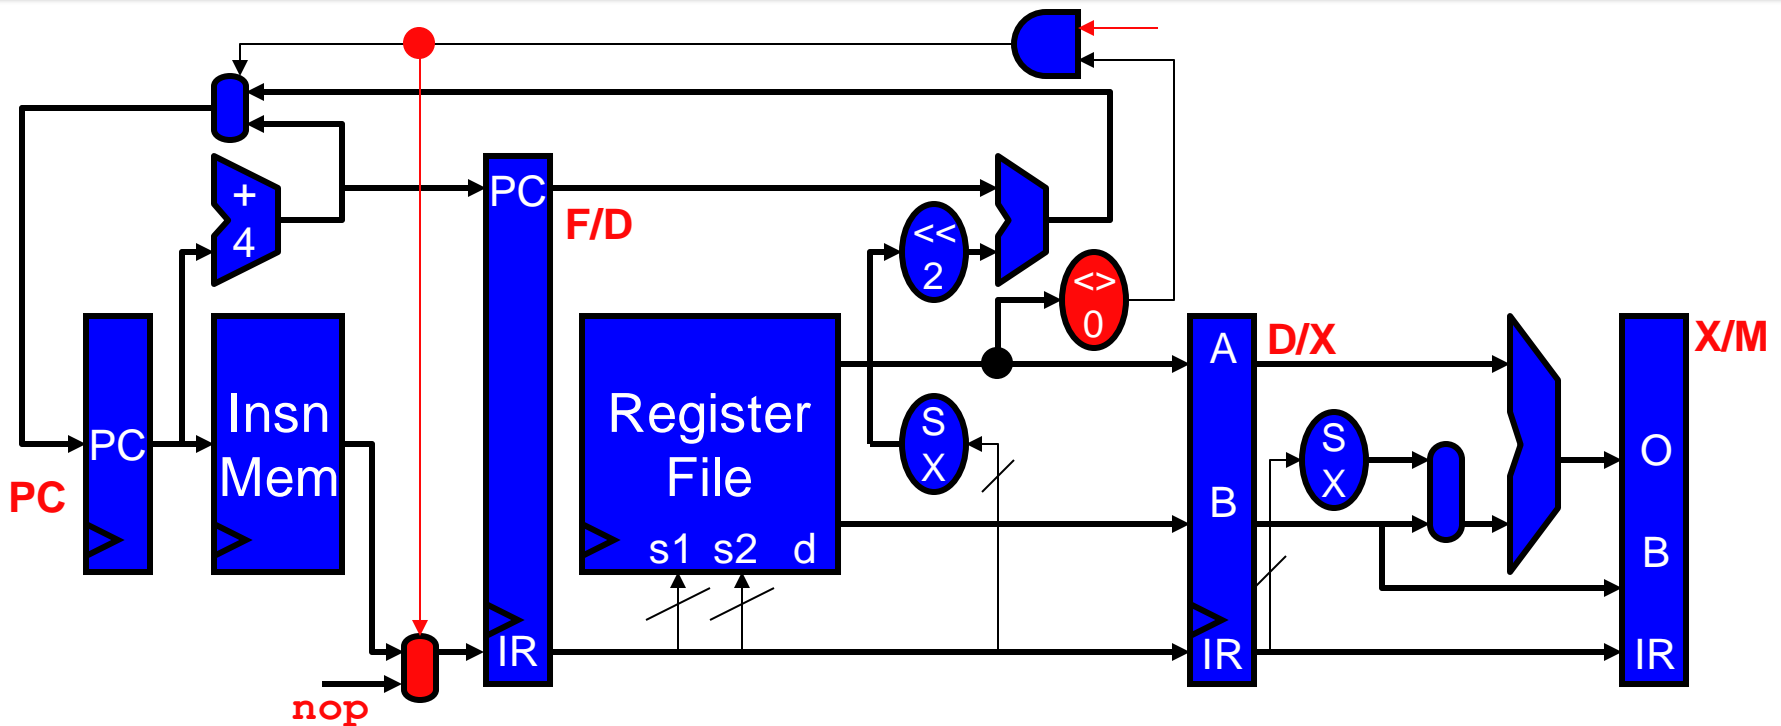 +
4
PC
F/D
<<
2
<>
0
PC
PC
Insn
Mem
Register
File
s1 s2 d
S
X
A
B
IR
D/X
S
X
O
B
IR
X/M
IR
nop